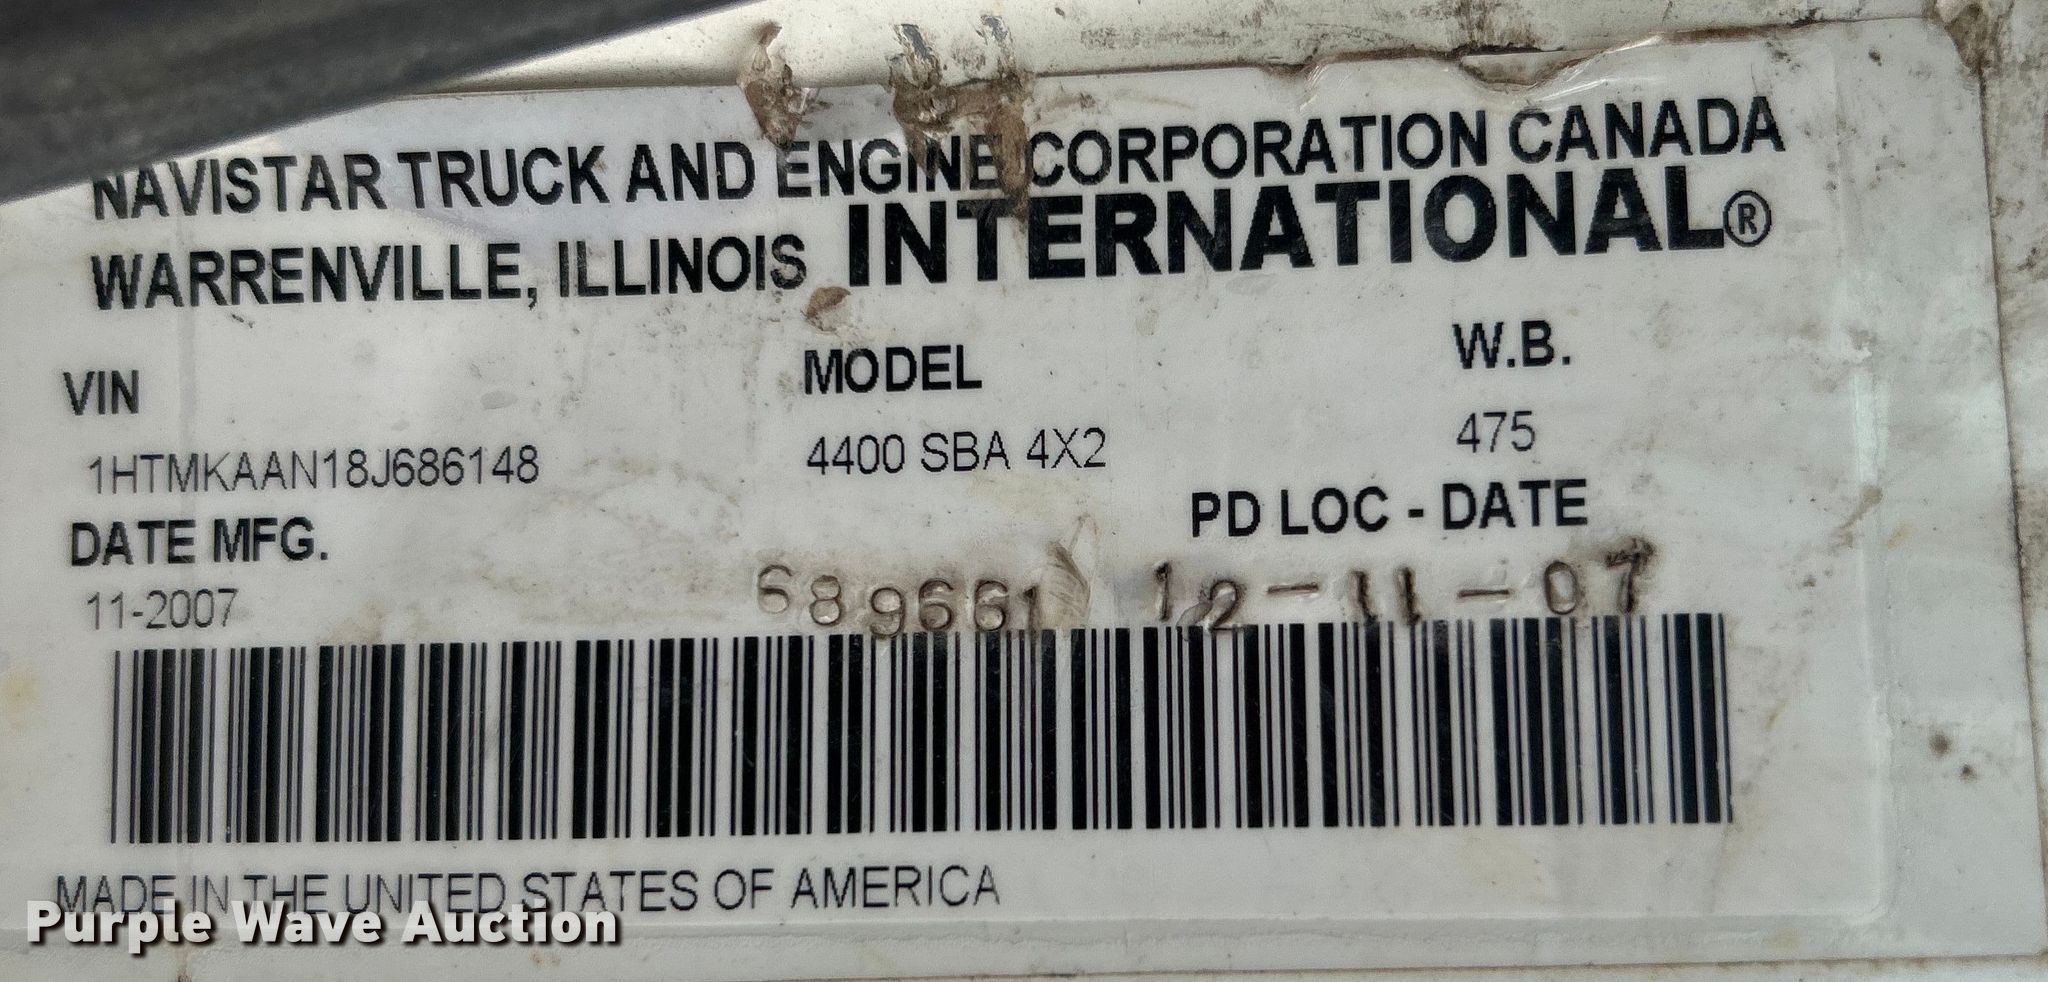 NAVISTAR TRUCK AND ENGINE CORPORATION CANADA
WARRENVILLE, ILLINOIS INTERNATIONAL®
VIN MODEL W.B.
1HTMKAAN18J686148 4400 SBA 4X2 475
DATE MFG. PD LOC - DATE
11-2007 689661 12-11-07
MADE IN THE UNITED STATES OF AMERICA
Purple Wave Auction